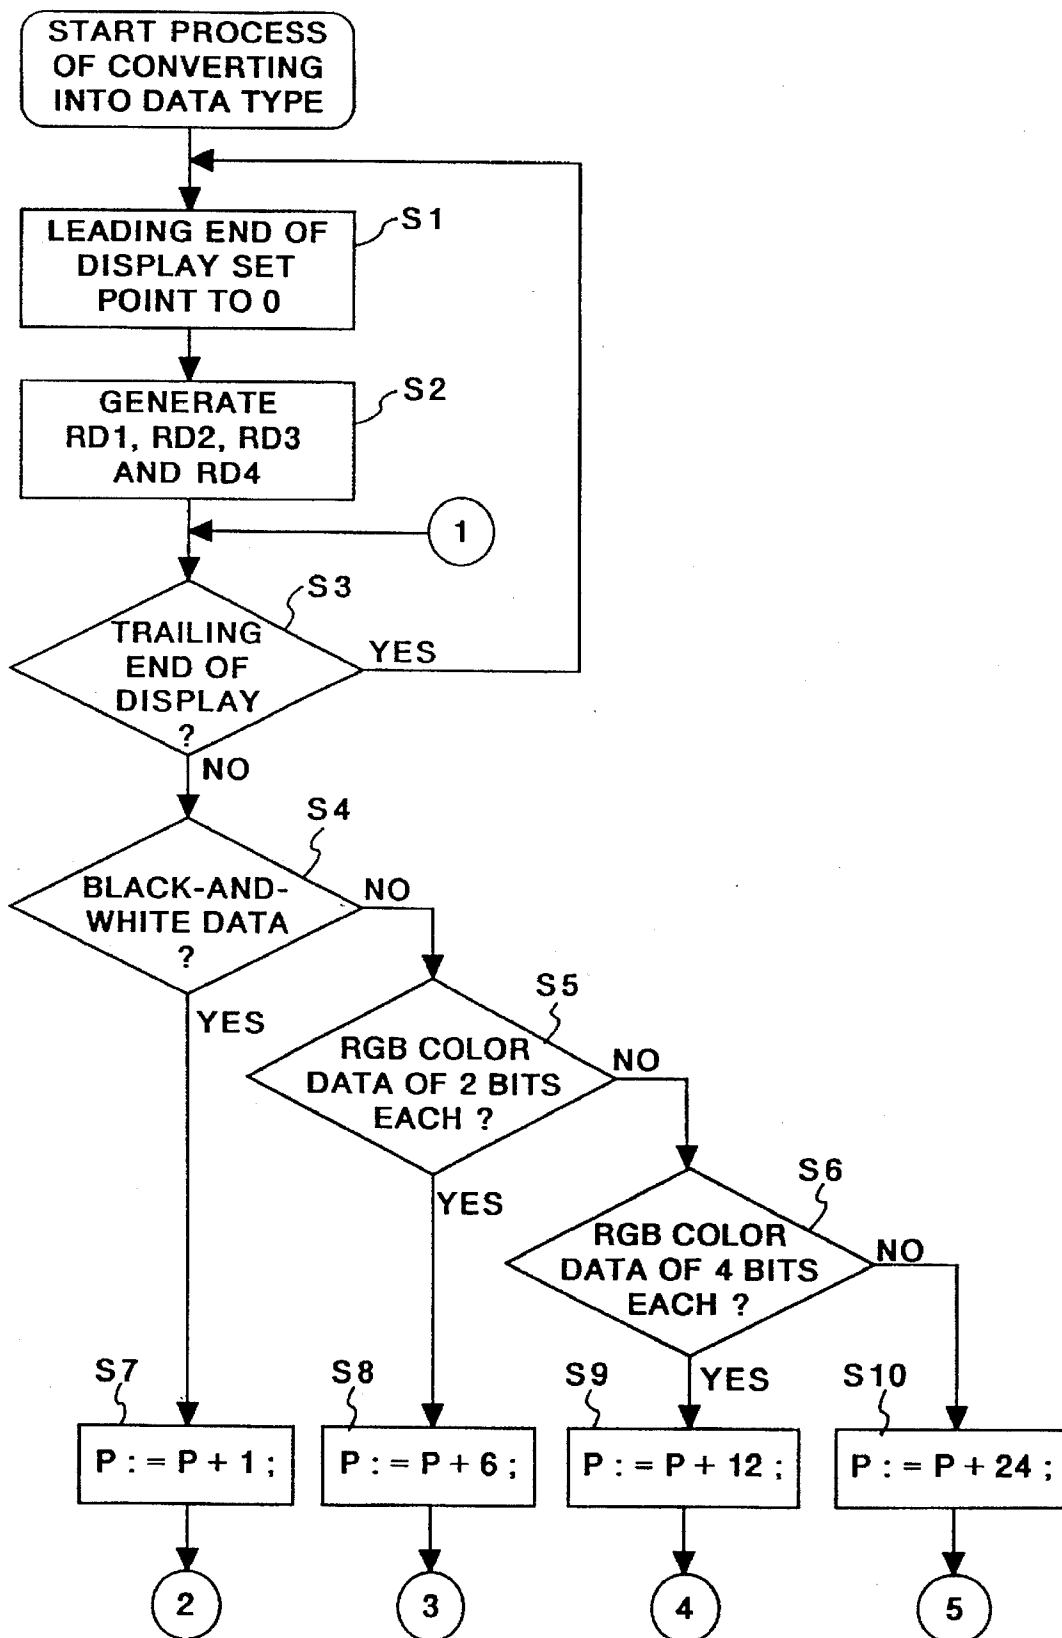 START PROCESS
OF CONVERTING
INTO DATA TYPE
S1
LEADING END OF
DISPLAY SET
POINT TO 0
S2
GENERATE
RD1, RD2, RD3
AND RD4
1
S3
TRAILING
END OF
DISPLAY
?
YES
NO
S4
BLACK-AND-
WHITE DATA
?
NO
YES
S5
RGB COLOR
DATA OF 2 BITS
EACH ?
NO
YES
S6
RGB COLOR
DATA OF 4 BITS
EACH ?
NO
YES
S7
P : = P + 1 ;
S8
P : = P + 6 ;
S9
P : = P + 12 ;
S10
P : = P + 24 ;
2
3
4
5